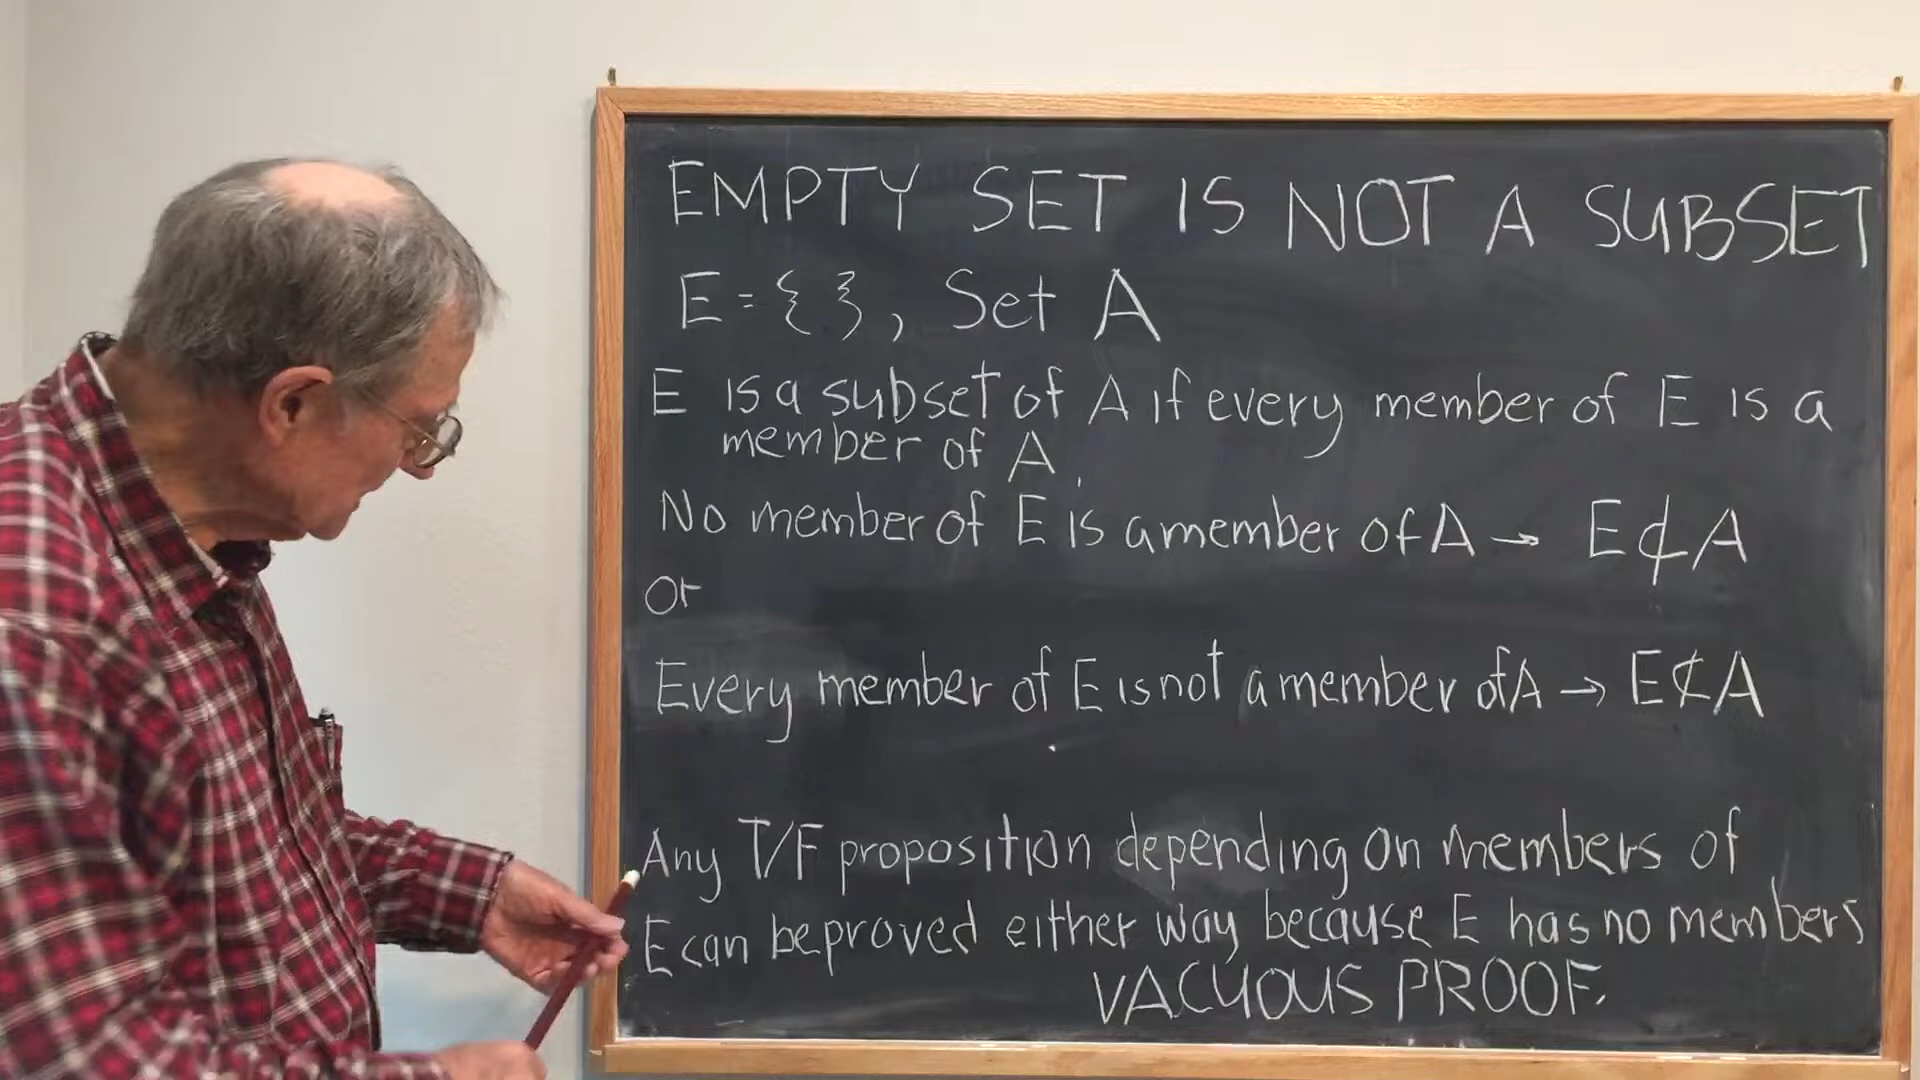 EMPTY SET IS NOT A SUBSET
E = { }, Set A
E is a subset of A if every member of E is a
member of A.
No member of E is a member of A → E ⊄ A
or
Every member of E is not a member of A → E ⊄ A
Any T/F proposition depending on members of
E can be proved either way because E has no members
VACUOUS PROOF.